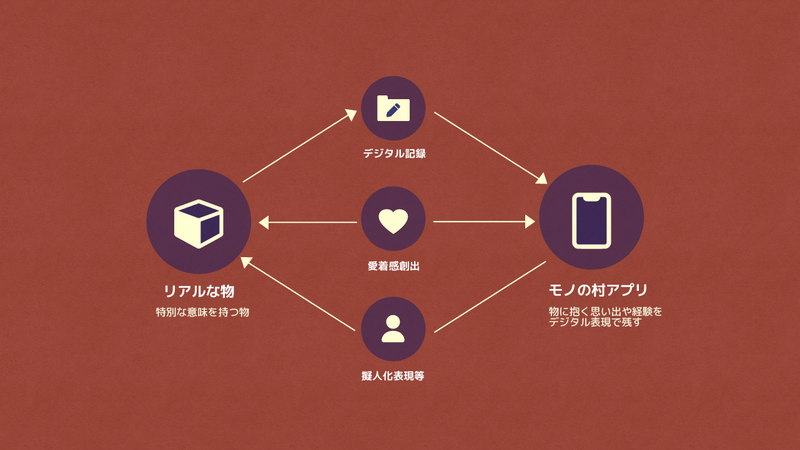 デジタル記録
愛着感創出
リアルな物
特別な意味を持つ物
モノの村アプリ
物に抱く思い出や経験を
デジタル表現で残す
擬人化表現等